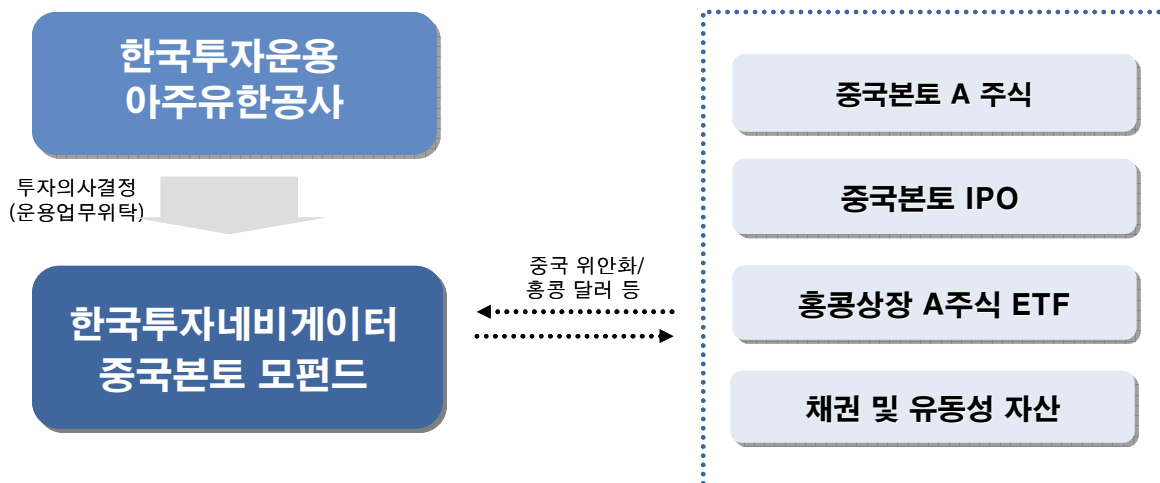 한국투자운용
아주유한공사
투자의사결정
(운용업무위탁)
한국투자네비게이터
중국본토 모펀드
중국 위안화/
홍콩 달러 등
중국본토 A 주식
중국본토 IPO
홍콩상장 A주식 ETF
채권 및 유동성 자산